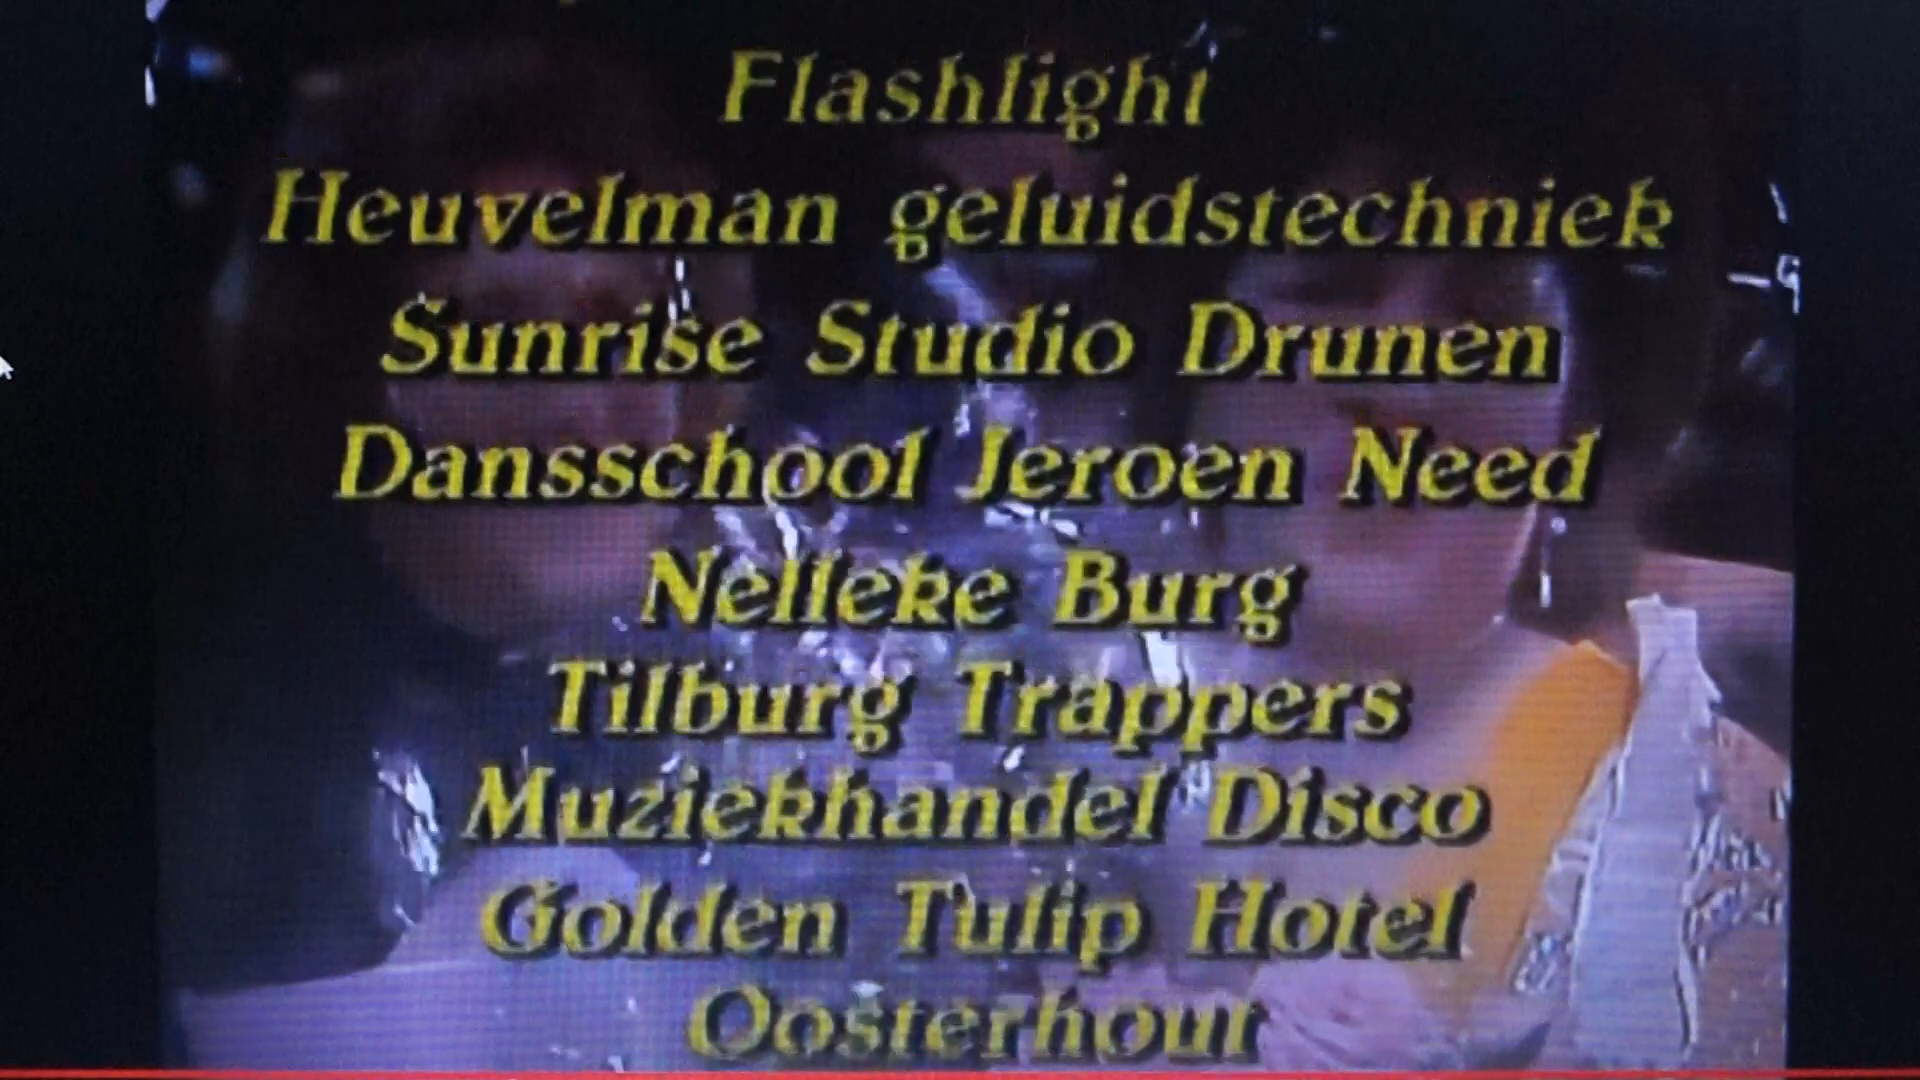 Flashlight
Heuvelman geluidstechniek
Sunrise Studio Drunen
Dansschool Jeroen Need
Nelleke Burg
Tilburg Trappers
Muziekhandel Disco
Golden Tulip Hotel
Oosterhout